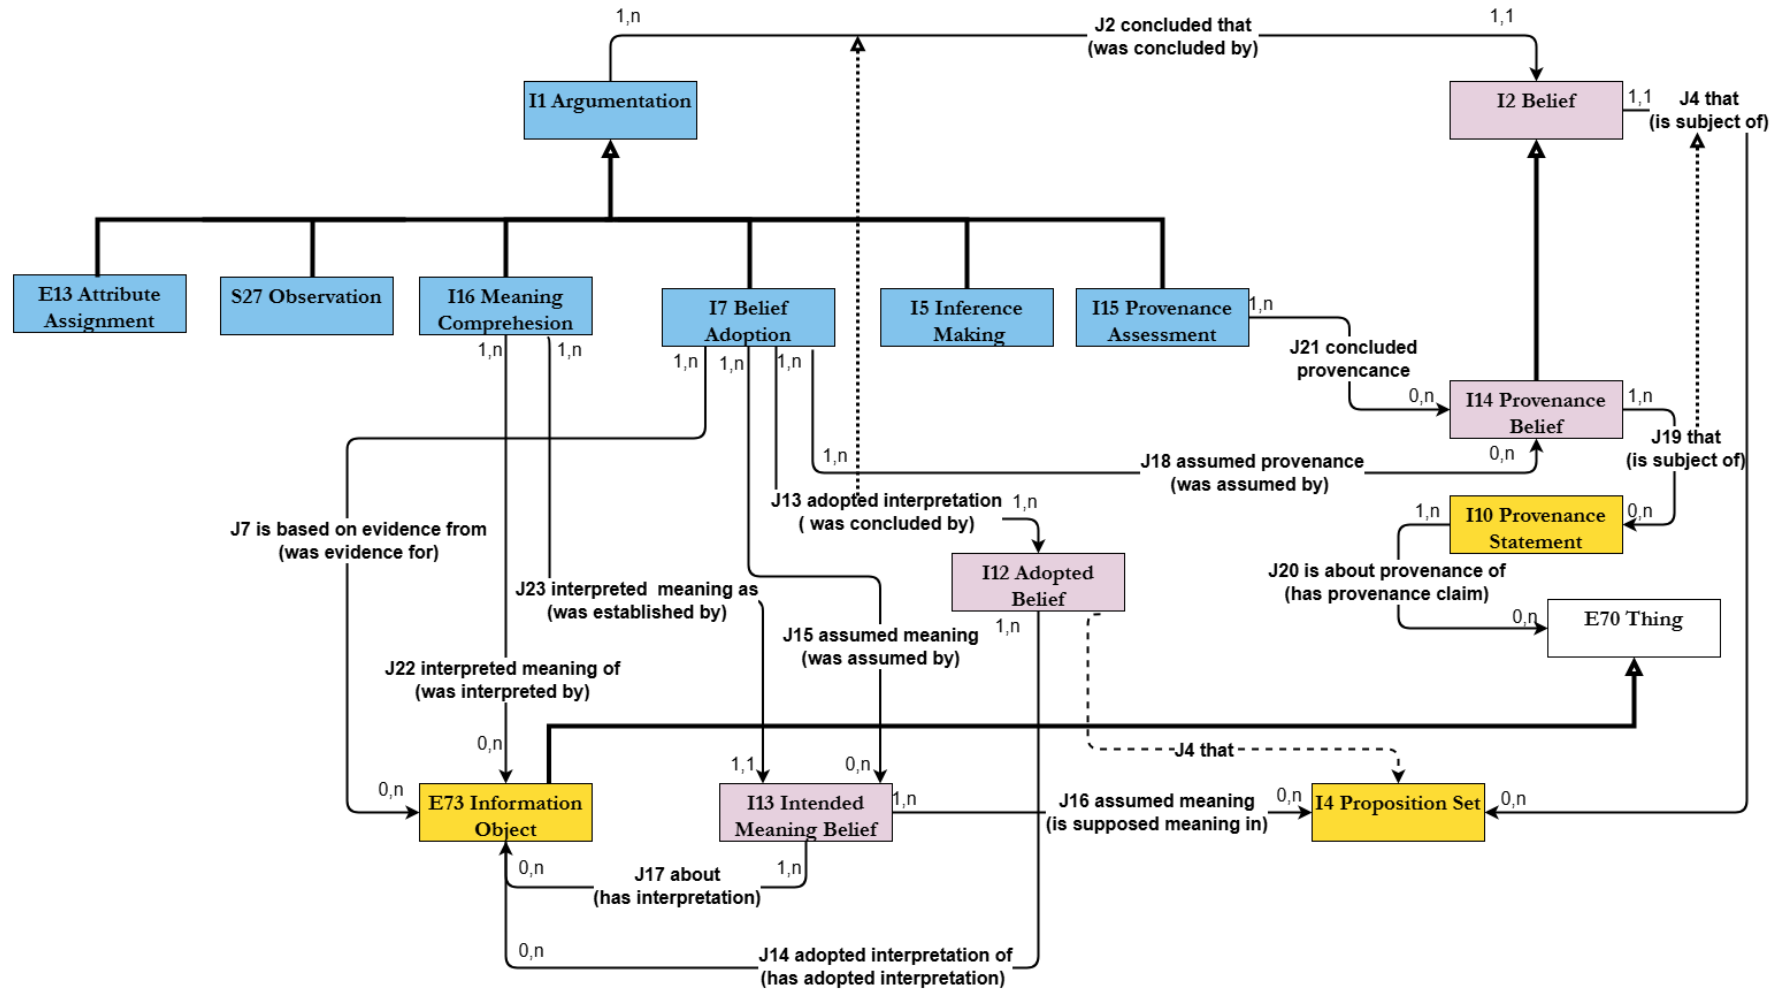 1,n
J2 concluded that
(was concluded by)
1,1
I1 Argumentation
I2 Belief
1,1
J4 that
(is subject of)
E13 Attribute
Assignment
S27 Observation
I16 Meaning
Comprehesion
I7 Belief
Adoption
I5 Inference
Making
I15 Provenance
Assessment
1,n
1,n
1,n
1,n
1,n
1,n
J21 concluded
provencance
0,n
I14 Provenance
Belief
1,n
J19 that
(is subject of)
1,n
J18 assumed provenance
(was assumed by)
0,n
J13 adopted interpretation
( was concluded by)
1,n
1,n
I10 Provenance
Statement
0,n
J7 is based on evidence from
(was evidence for)
I12 Adopted
Belief
J20 is about provenance of
(has provenance claim)
J23 interpreted  meaning as
(was established by)
1,n
0,n
E70 Thing
J15 assumed meaning
(was assumed by)
J22 interpreted meaning of
(was interpreted by)
0,n
1,1
0,n
J4 that
0,n
E73 Information
Object
I13 Intended
Meaning Belief
1,n
J16 assumed meaning
(is supposed meaning in)
0,n
I4 Proposition Set
0,n
0,n
J17 about
(has interpretation)
1,n
0,n
J14 adopted interpretation of
(has adopted interpretation)